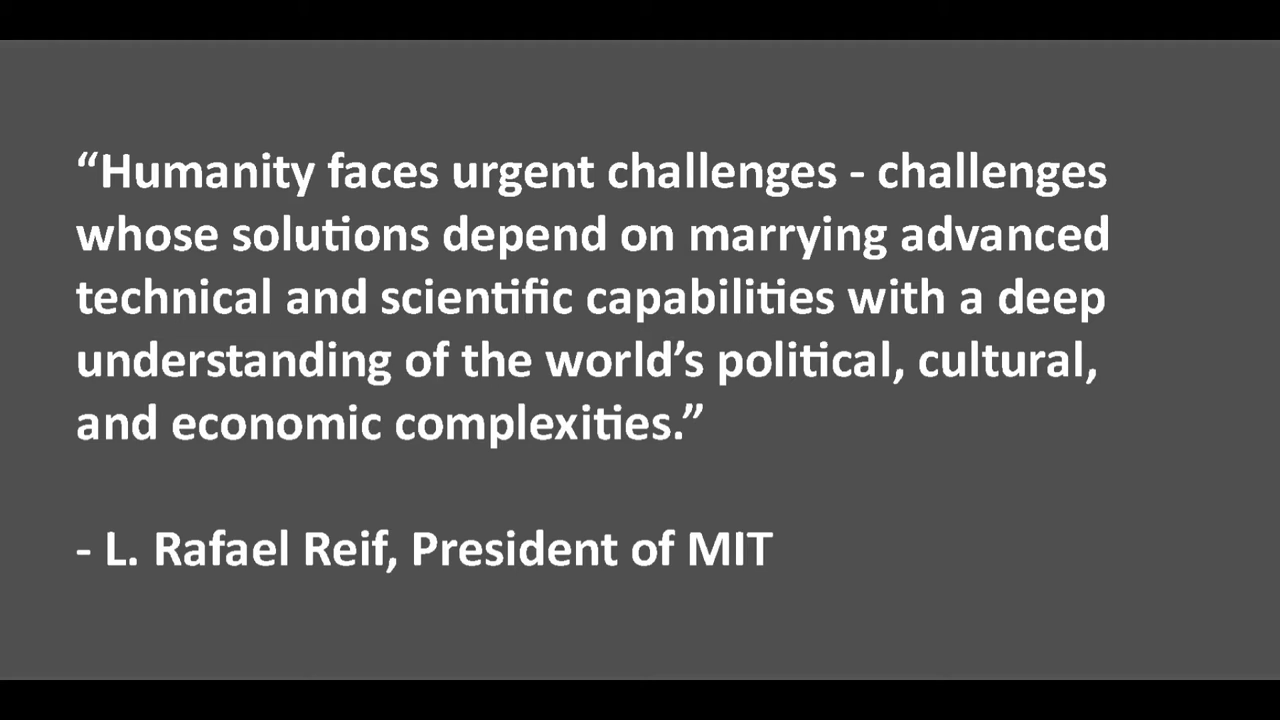 “Humanity faces urgent challenges - challenges
whose solutions depend on marrying advanced
technical and scientific capabilities with a deep
understanding of the world’s political, cultural,
and economic complexities.”
- L. Rafael Reif, President of MIT